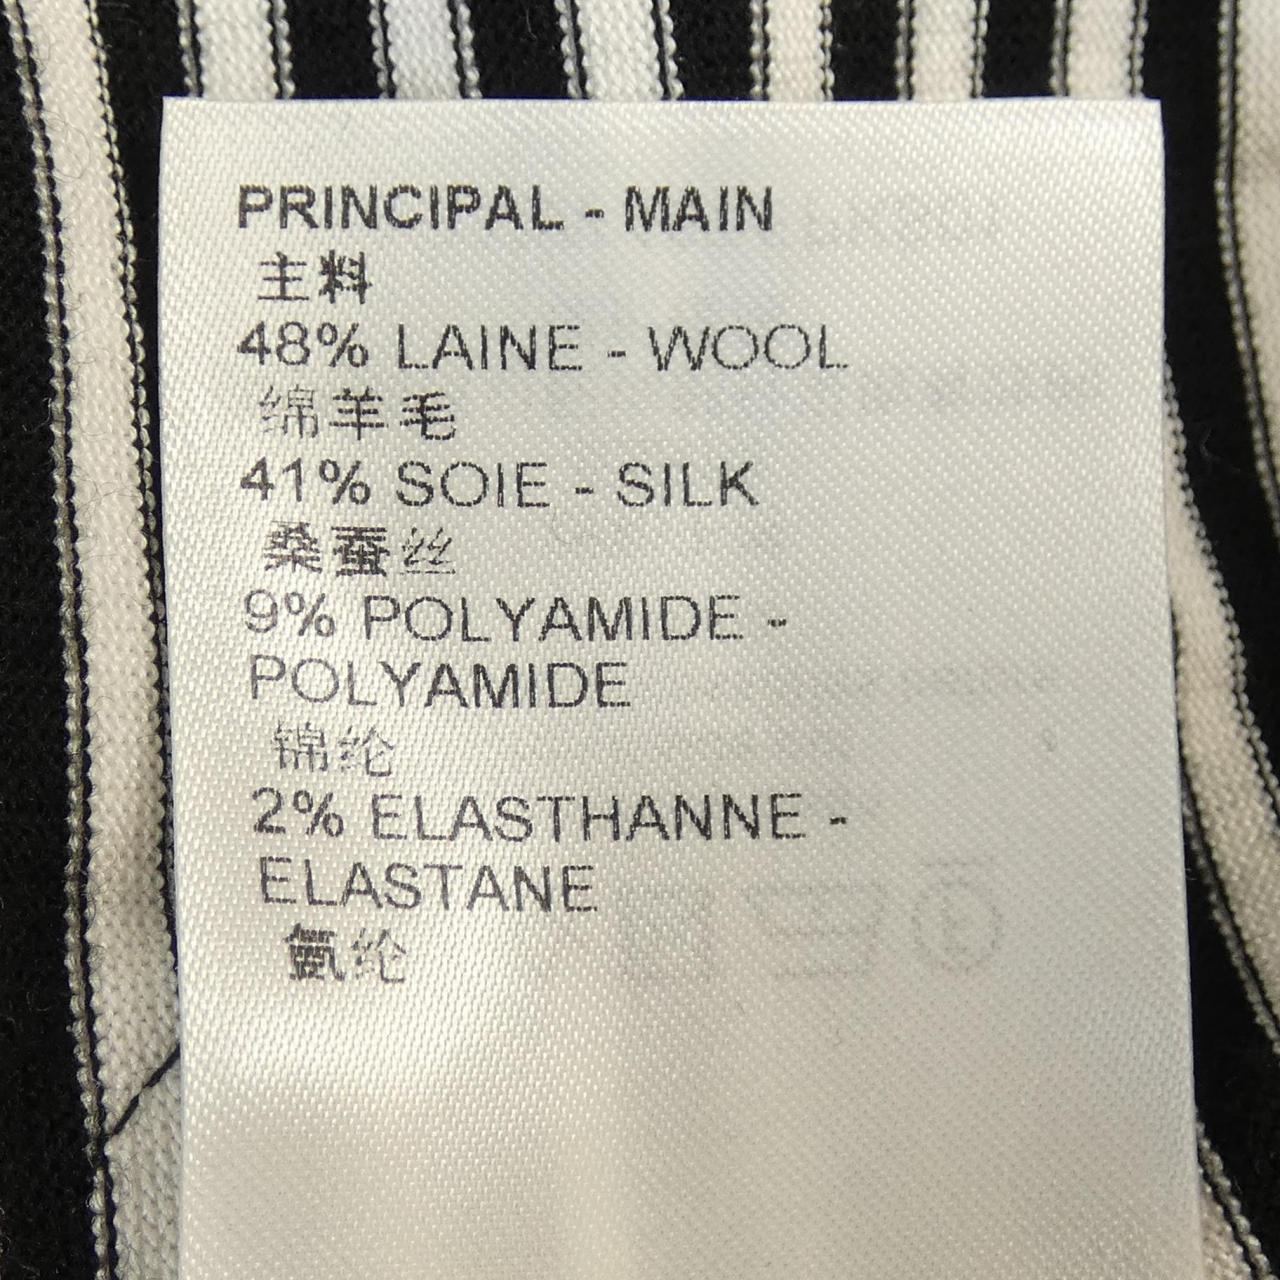 PRINCIPAL - MAIN
主料
48% LAINE - WOOL
绵羊毛
41% SOIE - SILK
桑蚕丝
9% POLYAMIDE -
POLYAMIDE
锦纶
2% ELASTHANNE -
ELASTANE
氨纶